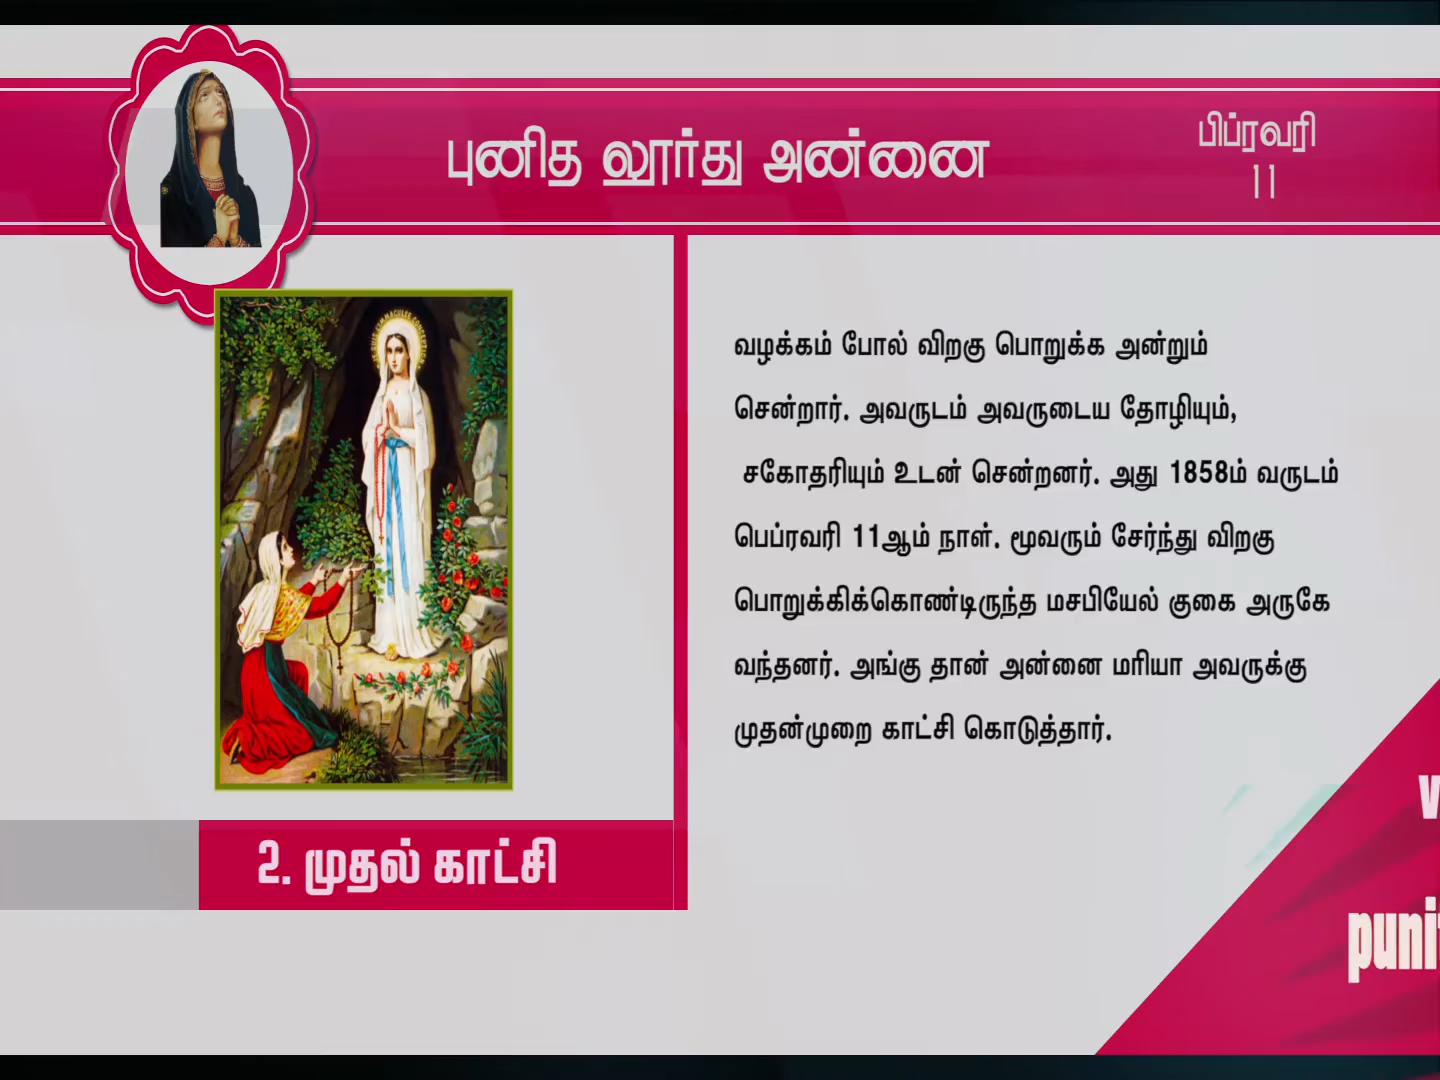 புனித லூர்து அன்னை
பிப்ரவரி
11
வழக்கம் போல் விறகு பொறுக்க அன்றும்
சென்றார். அவருடம் அவருடைய தோழியும்,
சகோதரியும் உடன் சென்றனர். அது 1858ம் வருடம்
பெப்ரவரி 11ஆம் நாள். மூவரும் சேர்ந்து விறகு
பொறுக்கிக்கொண்டிருந்த மசபியேல் குகை அருகே
வந்தனர். அங்கு தான் அன்னை மரியா அவருக்கு
முதன்முறை காட்சி கொடுத்தார்.
2. முதல் காட்சி